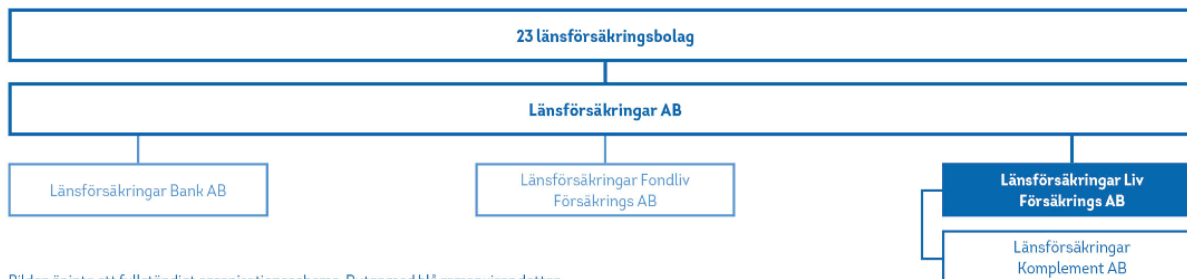 23 länsförsäkringsbolag
Länsförsäkringar AB
Länsförsäkringar Bank AB
Länsförsäkringar Fondliv
Försäkrings AB
Länsförsäkringar Liv
Försäkrings AB
Länsförsäkringar
Komplement AB